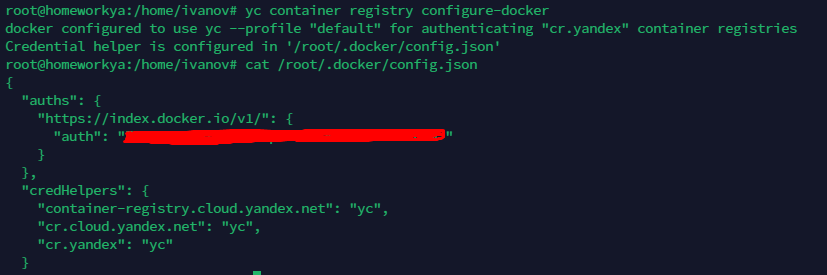 root@homeworkya:/home/ivanov# yc container registry configure-docker
docker configured to use yc --profile "default" for authenticating "cr.yandex" container registries
Credential helper is configured in '/root/.docker/config.json'
root@homeworkya:/home/ivanov# cat /root/.docker/config.json
{
  "auths": {
    "https://index.docker.io/v1/": {
      "auth": ""
    }
  },
  "credHelpers": {
    "container-registry.cloud.yandex.net": "yc",
    "cr.cloud.yandex.net": "yc",
    "cr.yandex": "yc"
  }